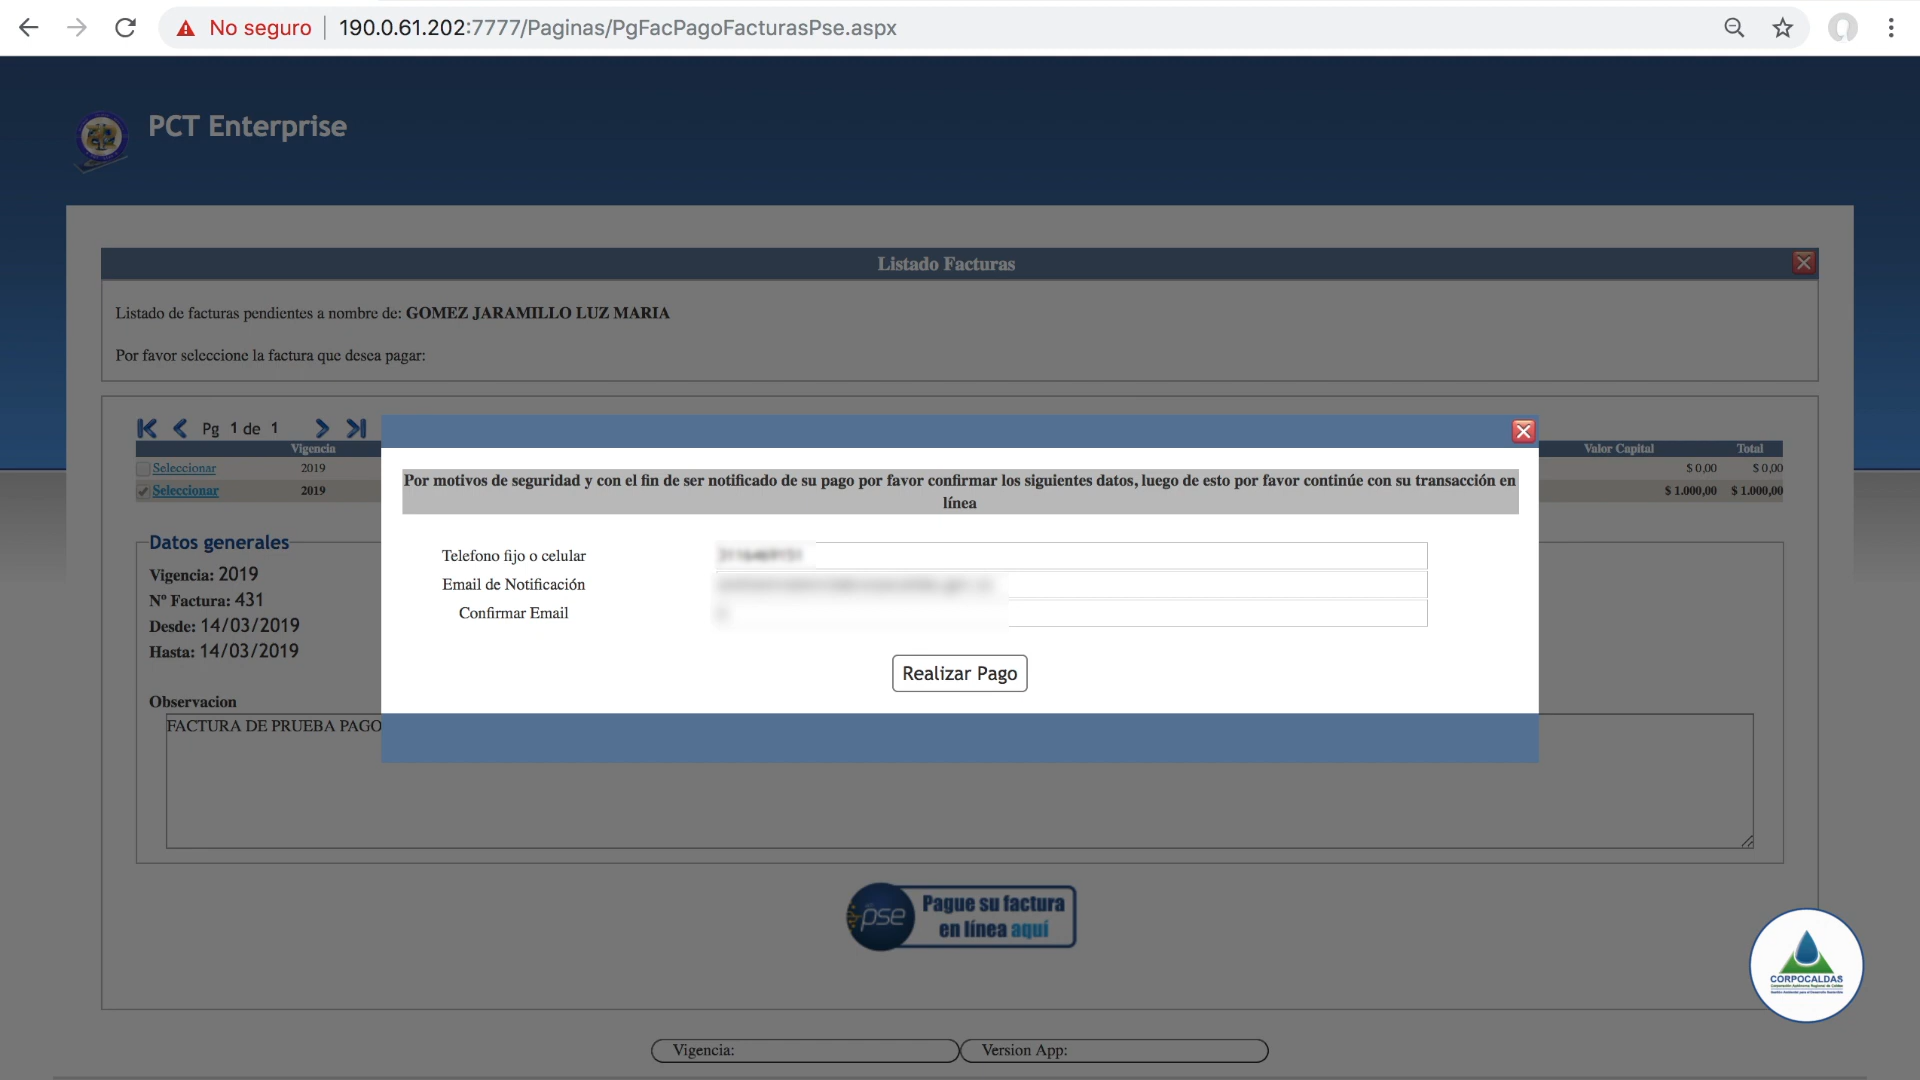 No seguro
190.0.61.202:7777/Paginas/PgFacPagoFacturasPse.aspx
PCT Enterprise
Listado Facturas
Listado de facturas pendientes a nombre de: GOMEZ JARAMILLO LUZ MARIA
Por favor seleccione la factura que desea pagar:
Pg 1 de 1
Vigencia Valor Capital Total
Seleccionar 2019 $ 0,00 $ 0,00
Seleccionar 2019 $ 1.000,00 $ 1.000,00
Por motivos de seguridad y con el fin de ser notificado de su pago por favor confirmar los siguientes datos, luego de esto por favor continúe con su transacción en
línea
Telefono fijo o celular
Email de Notificación
Confirmar Email
Realizar Pago
Datos generales
Vigencia: 2019
Nº Factura: 431
Desde: 14/03/2019
Hasta: 14/03/2019
Observacion
FACTURA DE PRUEBA PAGO
pse
Pague su factura
en línea aquí
CORPOCALDAS
Vigencia:
Version App: